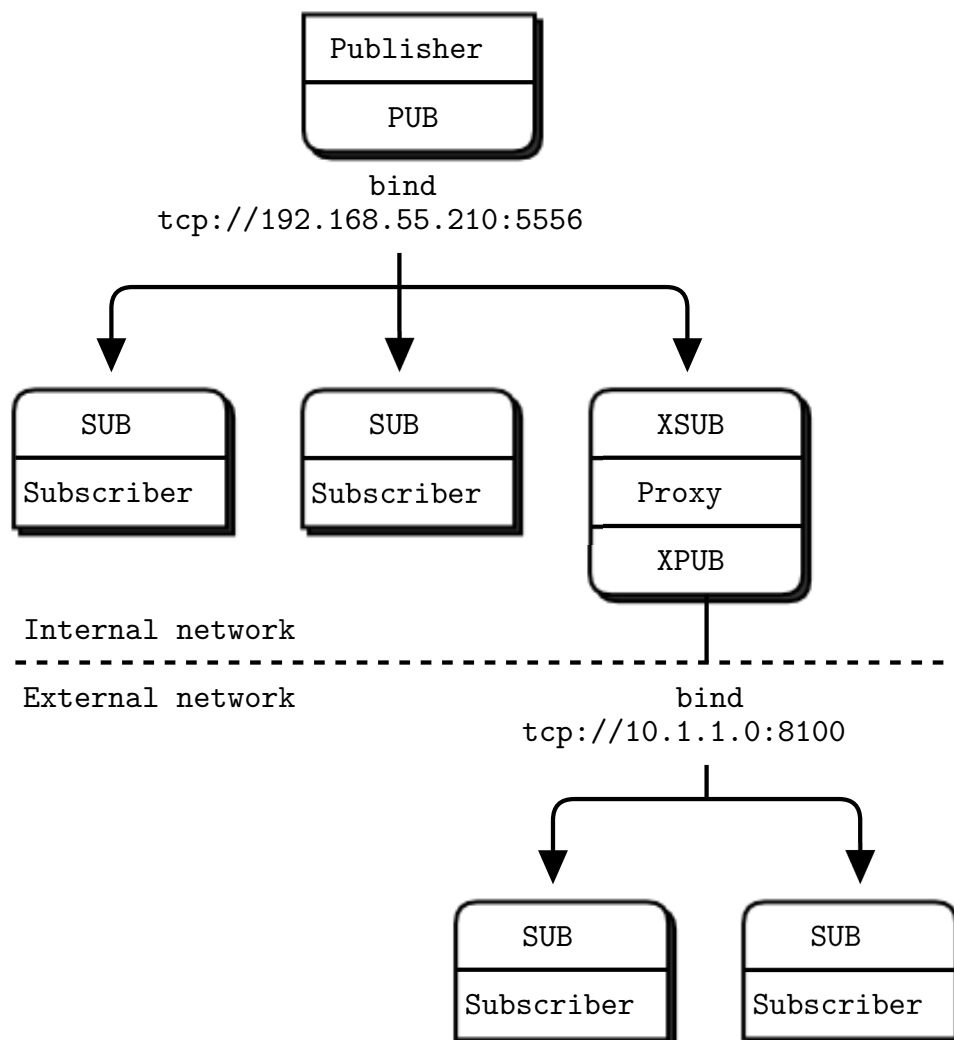 Publisher
PUB
bind
tcp://192.168.55.210:5556
SUB
SUB
XSUB
Subscriber
Subscriber
Proxy
XPUB
Internal network
External network
bind
tcp://10.1.1.0:8100
SUB
SUB
Subscriber
Subscriber